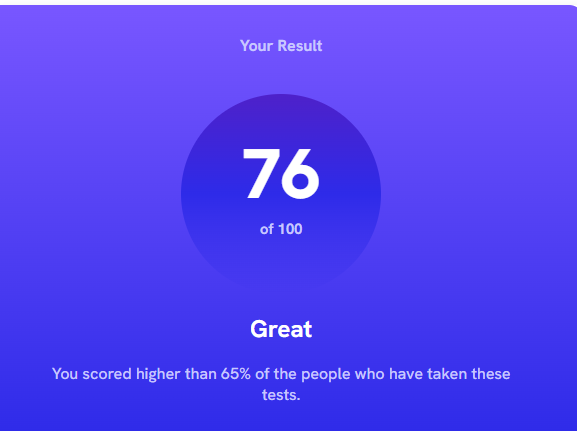 Your Result
76
of 100
Great
You scored higher than 65% of the people who have taken these
tests.